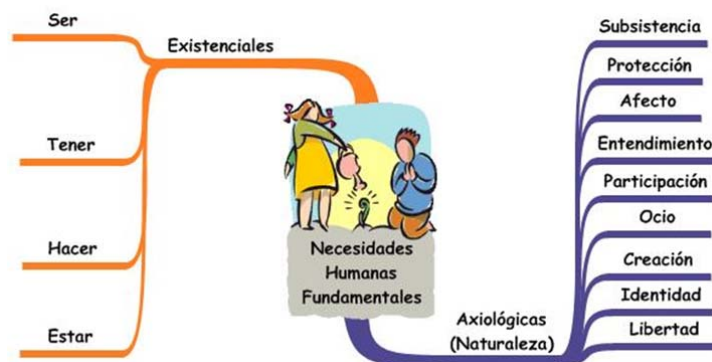 Ser
Existenciales
Tener
Hacer
Estar
Necesidades
Humanas
Fundamentales
Axiológicas
(Naturaleza)
Subsistencia
Protección
Afecto
Entendimiento
Participación
Ocio
Creación
Identidad
Libertad